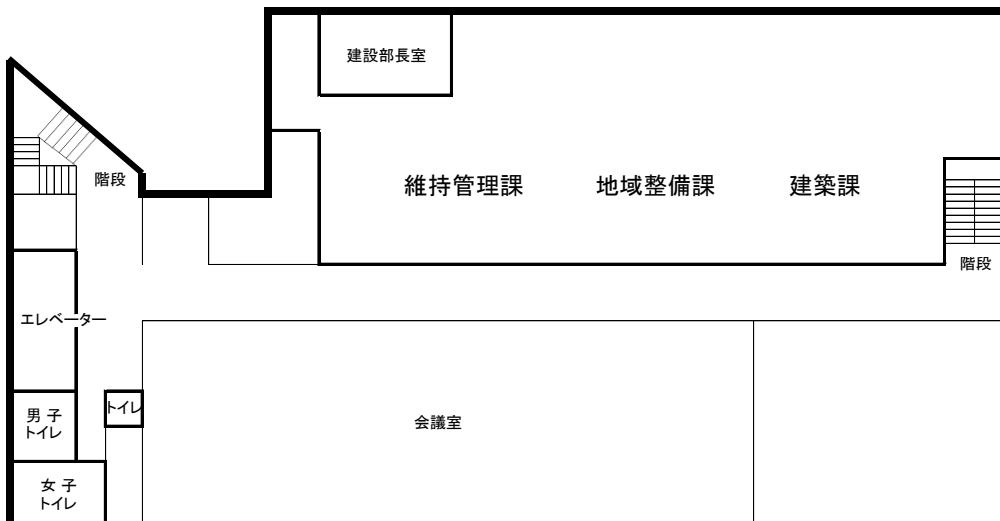 建設部長室
階段
維持管理課 地域整備課 建築課
階段
エレベーター
トイレ
男子
トイレ
会議室
女子
トイレ